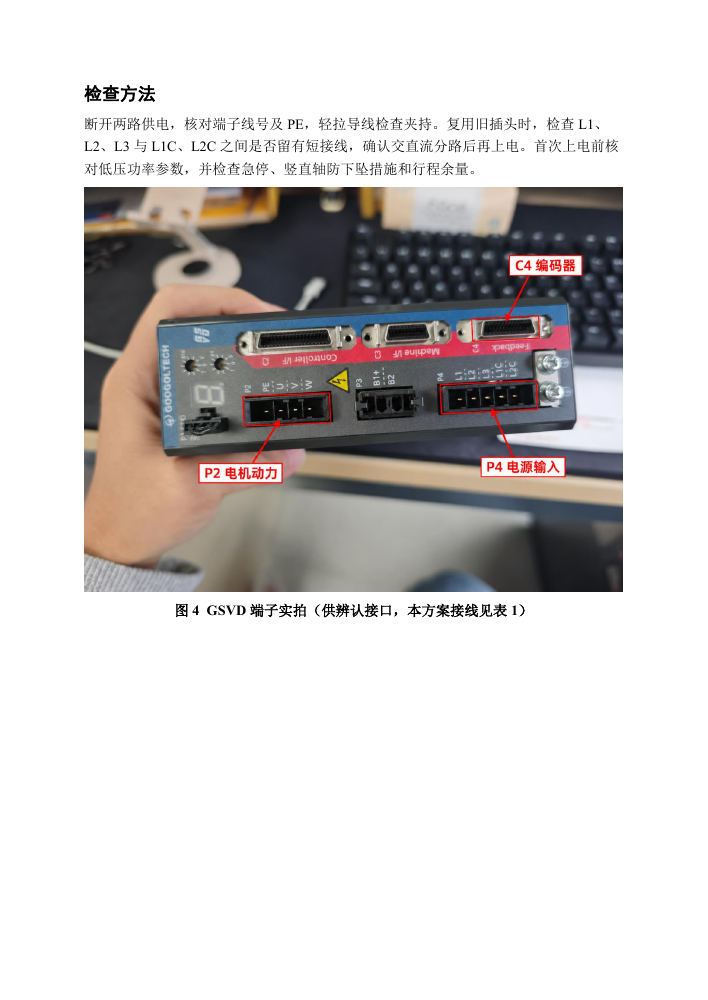 检查方法
断开两路供电，核对端子线号及 PE，轻拉导线检查夹持。复用旧插头时，检查 L1、
L2、L3 与 L1C、L2C 之间是否留有短接线，确认交直流分路后再上电。首次上电前核
对低压功率参数，并检查急停、竖直轴防下坠措施和行程余量。
C4 编码器
GSVD
C2
Controller I/F
C3
Machine I/F
C4
Feedback
GOOGOLTECH
P2
PE
U
V
W
P3
B1+
B2
P4
L1
L2
L3
L1C
L2C
P2 电机动力
P4 电源输入
图 4 GSVD 端子实拍（供辨认接口，本方案接线见表 1）